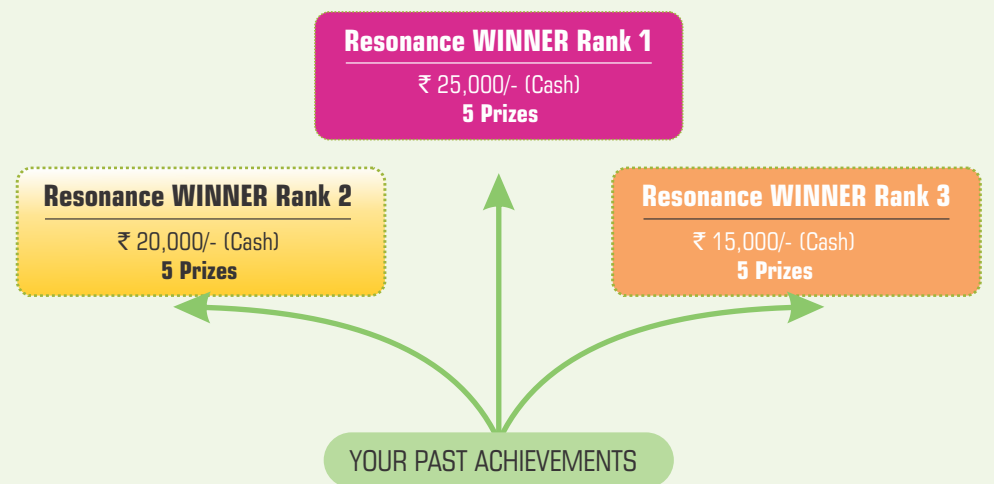 Resonance WINNER Rank 1
₹ 25,000/- (Cash)
5 Prizes
Resonance WINNER Rank 2
₹ 20,000/- (Cash)
5 Prizes
Resonance WINNER Rank 3
₹ 15,000/- (Cash)
5 Prizes
YOUR PAST ACHIEVEMENTS